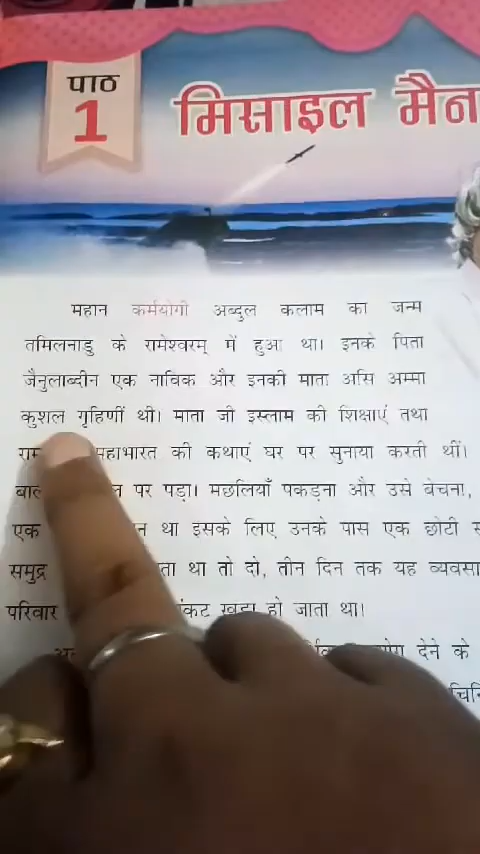 पाठ
1
मिसाइल मैन
महान कर्मयोगी अब्दुल कलाम का जन्म
तमिलनाडु के रामेश्वरम् में हुआ था। इनके पिता
जैनुलाब्दीन एक नाविक और इनकी माता असि अम्मा
कुशल गृहिणीं थी। माता जी इस्लाम की शिक्षाएं तथा
महाभारत की कथाएं घर पर सुनाया करती थीं।
पर पड़ा। मछलियाँ पकड़ना और उसे बेचना,
एक था इसके लिए उनके पास एक छोटी
समुद्र था तो दो, तीन दिन तक यह
परिवार खड़ा हो जाता था।
देने के